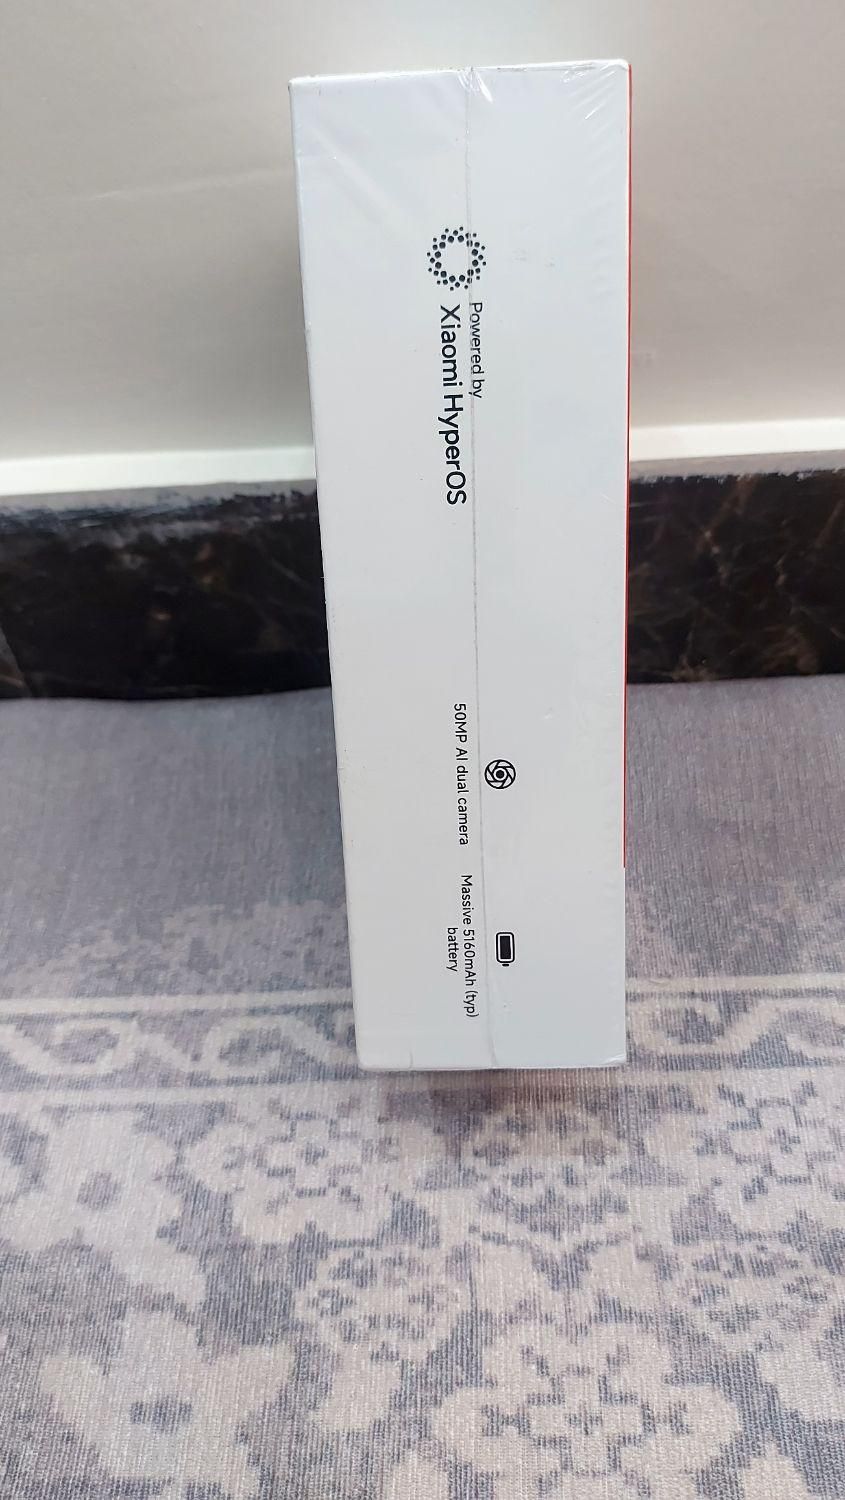 Powered by
Xiaomi HyperOS
50MP AI dual camera
Massive 5160mAh (typ)
battery